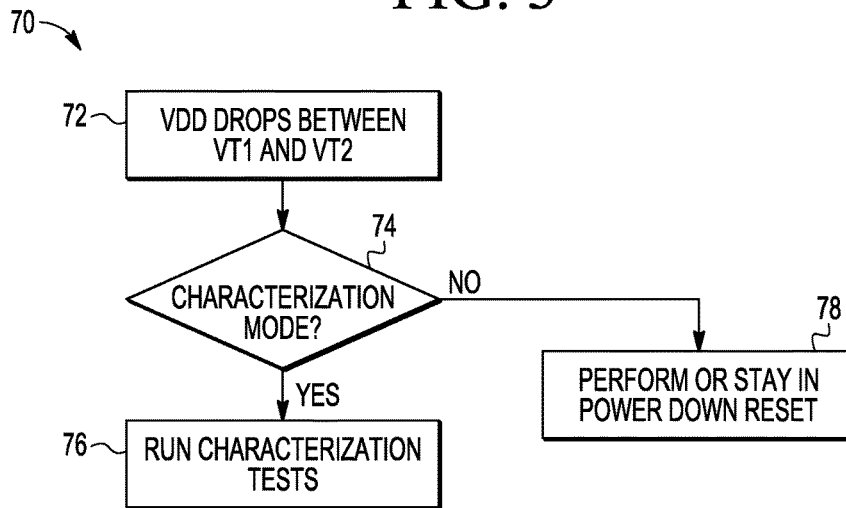 70
72
VDD DROPS BETWEEN
VT1 AND VT2
74
CHARACTERIZATION
MODE?
NO
YES
78
PERFORM OR STAY IN
POWER DOWN RESET
76
RUN CHARACTERIZATION
TESTS